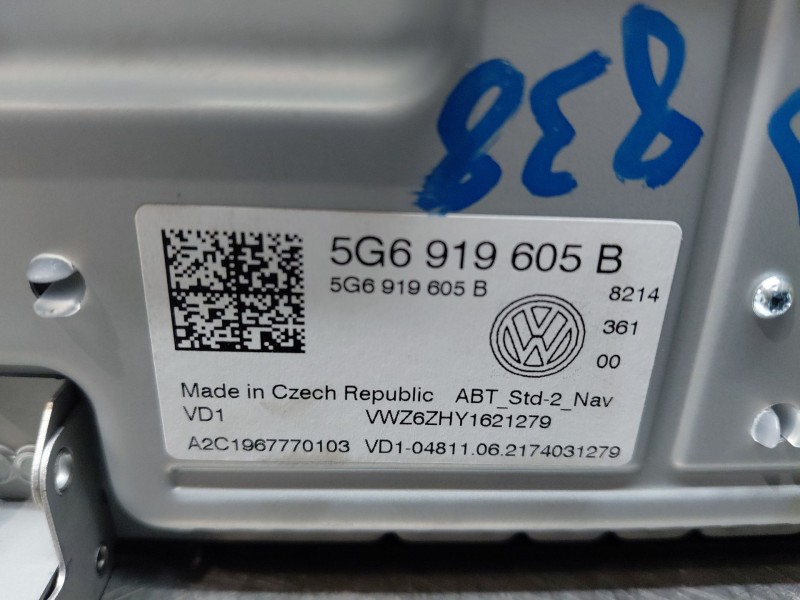 838
5G6 919 605 B
5G6 919 605 B
8214
361
00
Made in Czech Republic ABT_Std-2_Nav
VD1 VWZ6ZHY1621279
A2C1967770103 VD1-04811.06.2174031279